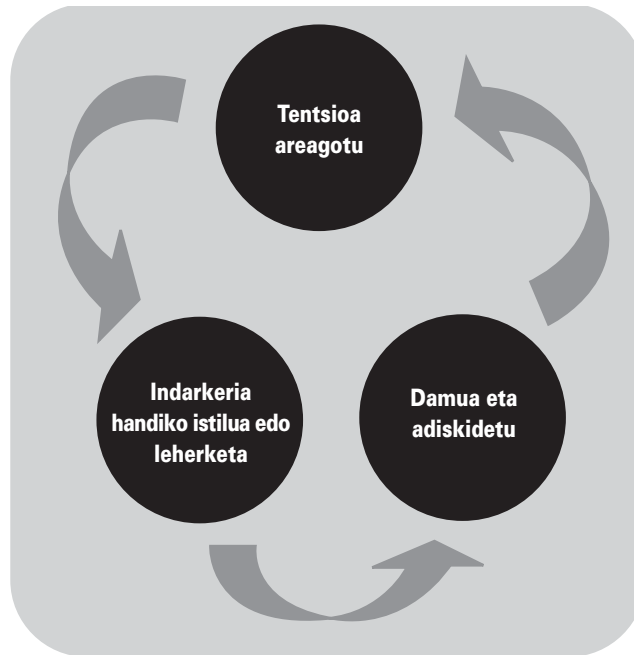 Tentsioa
areagotu
Indarkeria
handiko istilua edo
leherketa
Damua eta
adiskidetu